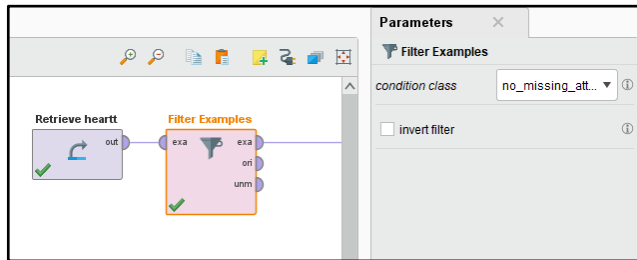 Parameters
Filter Examples
condition class
no_missing_att...
invert filter
Retrieve heartt
out
Filter Examples
exa
exa
ori
unm